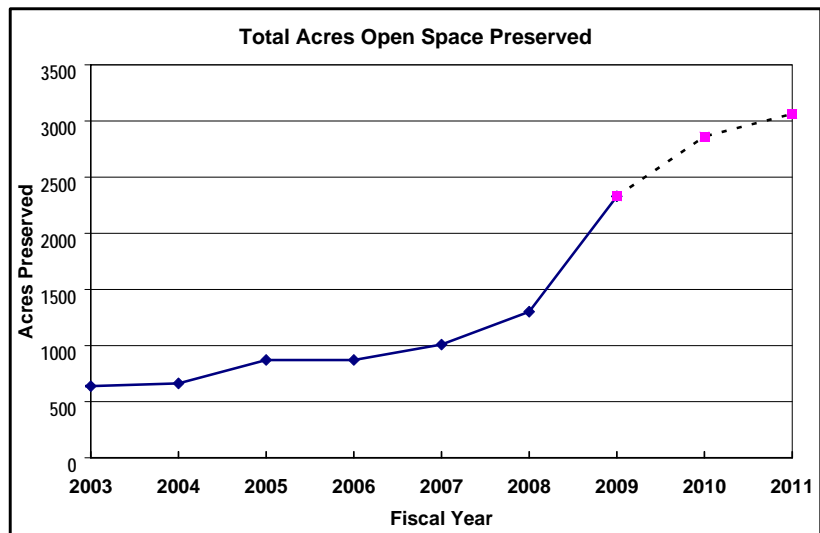 Total Acres Open Space Preserved
3500
3000
2500
2000
1500
1000
500
0
Acres Preserved
2003 2004 2005 2006 2007 2008 2009 2010 2011
Fiscal Year